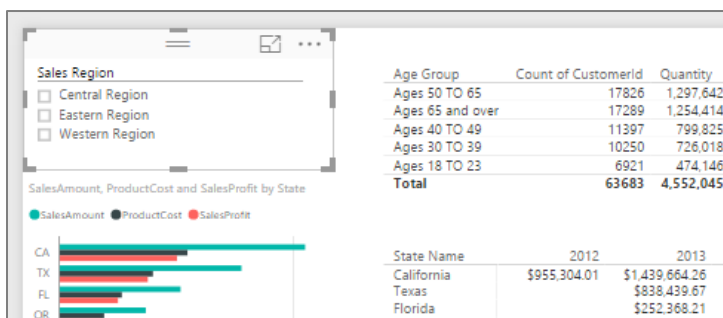 Sales Region
Central Region
Eastern Region
Western Region
SalesAmount, ProductCost and SalesProfit by State
SalesAmount ProductCost SalesProfit
CA
TX
FL
OR
Age Group Count of CustomerId Quantity
Ages 50 TO 65 17826 1,297,642
Ages 65 and over 17289 1,254,414
Ages 40 TO 49 11397 799,825
Ages 30 TO 39 10250 726,018
Ages 18 TO 23 6921 474,146
Total 63683 4,552,045
State Name 2012 2013
California $955,304.01 $1,439,664.26
Texas $838,439.67
Florida $252,368.21